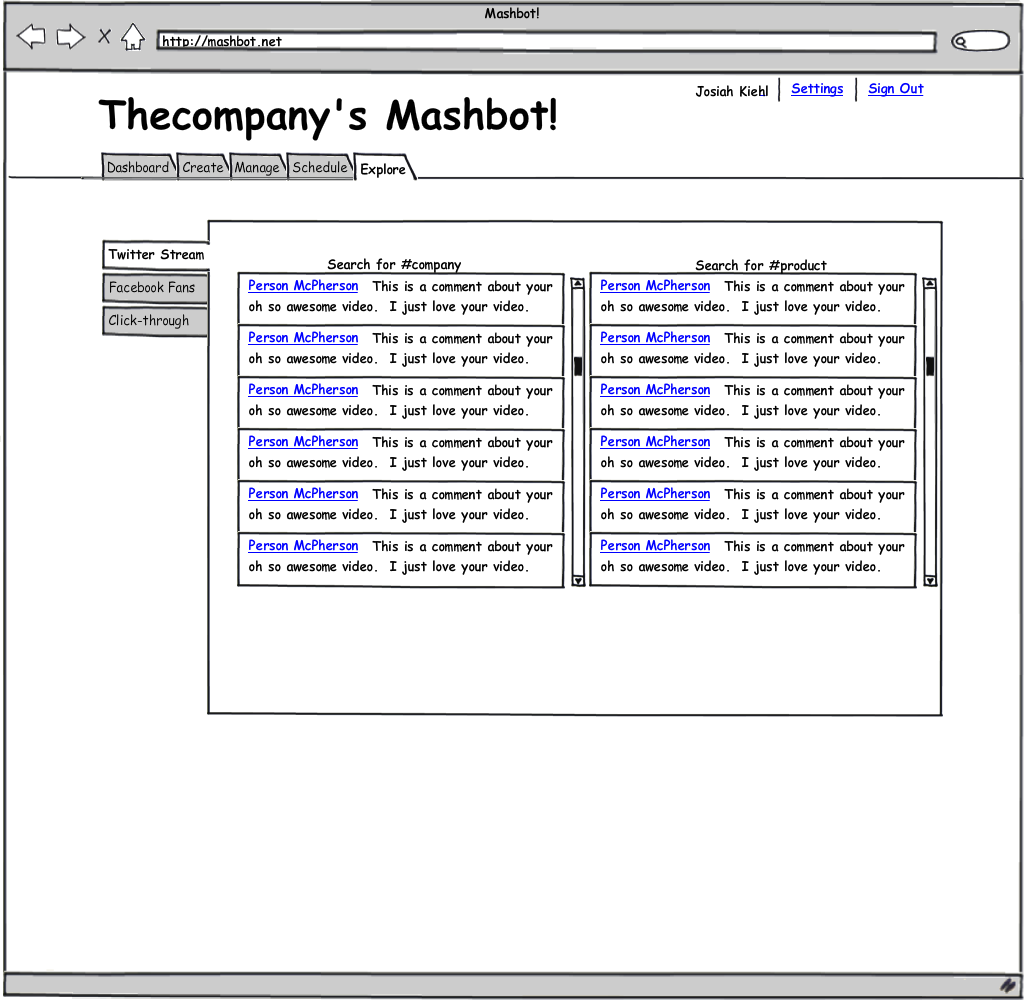 Mashbot!
http://mashbot.net
Josiah Kiehl Settings Sign Out
Thecompany's Mashbot!
Dashboard Create Manage Schedule Explore
Twitter Stream
Facebook Fans
Click-through
Search for #company
Person McPherson This is a comment about your
oh so awesome video. I just love your video.
Person McPherson This is a comment about your
oh so awesome video. I just love your video.
Person McPherson This is a comment about your
oh so awesome video. I just love your video.
Person McPherson This is a comment about your
oh so awesome video. I just love your video.
Person McPherson This is a comment about your
oh so awesome video. I just love your video.
Person McPherson This is a comment about your
oh so awesome video. I just love your video.
Search for #product
Person McPherson This is a comment about your
oh so awesome video. I just love your video.
Person McPherson This is a comment about your
oh so awesome video. I just love your video.
Person McPherson This is a comment about your
oh so awesome video. I just love your video.
Person McPherson This is a comment about your
oh so awesome video. I just love your video.
Person McPherson This is a comment about your
oh so awesome video. I just love your video.
Person McPherson This is a comment about your
oh so awesome video. I just love your video.